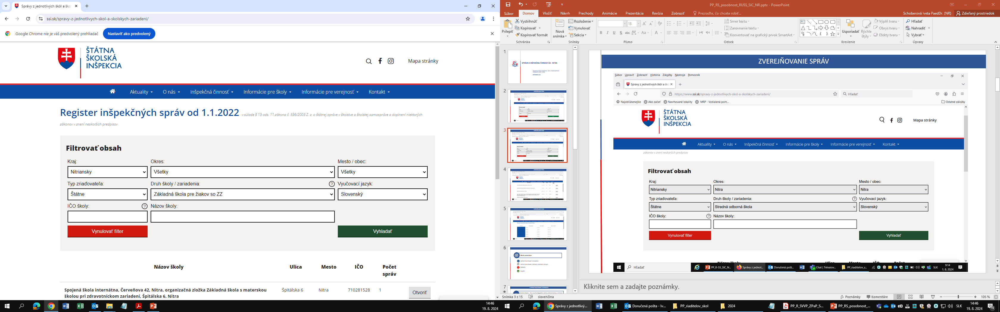 Správy z jednotlivých škôl a ško
ssi.sk/spravy-z-jednotlivych-skol-a-skolskych-zariadeni/
Google Chrome nie je váš predvolený prehliadač
Nastaviť ako predvolený
ŠTÁTNA
ŠKOLSKÁ
INŠPEKCIA
Mapa stránky
Aktuality
O nás
Inšpekčná činnosť
Informácie pre školy
Informácie pre verejnosť
Kontakt
Register inšpekčných správ od 1.1.2022 v súlade § 13 ods. 11 zákona č. 596/2003 Z. z. o štátnej správe v školstve a školskej samospráve a doplnení niektorých
zákonov v znení neskorších predpisov
Filtrovať obsah
Kraj: Okres: Mesto / obec:
Nitriansky Všetky Všetky
Typ zriaďovateľa: Druh školy / zariadenia: ? Vyučovací jazyk:
Štátne Základná škola pre žiakov so ZZ Slovenský
IČO školy: ? Názov školy:
Vynulovať filter Vyhladať
Názov školy Ulica Mesto IČO Počet
správ
Spojená škola internátna, Červeňova 42, Nitra, organizačná zložka Základná škola s materskou Špitálska 6 Nitra 710281528 1 Otvoriť
školou pri zdravotníckom zariadení, Špitálska 6, Nitra
14:46
19. 8. 2024
PP_RS_posobnost_RUSS_SIC_NR.pptx - PowerPoint
Súbor Domov Vložiť Návrh Prechody Animácie Prezentácia Revízia Zobraziť Prezraďte, čo chcete robiť...
Schoberová Iveta PaedDr. (NR) Zdieľaný prostriedok
Prilepiť
Vystrihnúť
Kopírovať
Kopírovať formát
Schránka
Nová
snímka
Rozloženie
Vynulovať
Sekcia
Snímky
18
Písmo
Smer textu
Zarovnanie textu
Konvertovať na grafický prvok SmartArt
Odsek
Usporiadať
Rýchle
štýly
Výplň tvaru
Obrys tvaru
Efekty tvaru
Kreslenie
Hľadať
Nahradiť
Vybrať
Úpravy
1
SPRÁVA O INŠPEKČNEJ ČINNOSTI ŠIC NITRA
2
3
4
5
6
7
ZVEREJŇOVANIE SPRÁV
Súbor Upraviť Zobraziť História Záložky Nástroje Pomocník
Správy z jednotlivých škôl a ško
https://www.ssi.sk/spravy-z-jednotlivych-skol-a-skolskych-zariadeni/
Hľadať
Najobľúbenejšie Ako začať Navrhované lokality MRP - Vzdialená pom...
Ostatné záložky
ŠTÁTNA
ŠKOLSKÁ
INŠPEKCIA
Mapa stránky
Aktuality O nás Inšpekčná činnosť Informácie pre školy Informácie pre verejnosť Kontakt
zákonov v znení neskorších predpisov
Filtrovať obsah
Kraj: Okres: Mesto / obec:
Nitriansky Nitra Nitra
Typ zriaďovateľa: Druh školy / zariadenia: ? Vyučovací jazyk:
Štátne Stredná odborná škola Slovenský
IČO školy: ? Názov školy:
Vynulovať filter Vyhladať
Hľadať
PP_R-SS_SIC_N...
Správy z jednot...
Doručená pošt...
Chat | Trévaiov...
PP_riaditelov_s...
SLK
9:14
1. 8. 2024
Kliknite sem a zadajte poznámky.
Snímka 3 z 15 slovenčina
Poznámky Komentáre 105 %
Správy z jednotlivý...
Doručená pošta - Iv...
PP_riaditelov_skol
2024
PP_R_SVVP_ZPaP_S...
PP_RS_posobnost_...
eID
SLK
14:46
19. 8. 2024